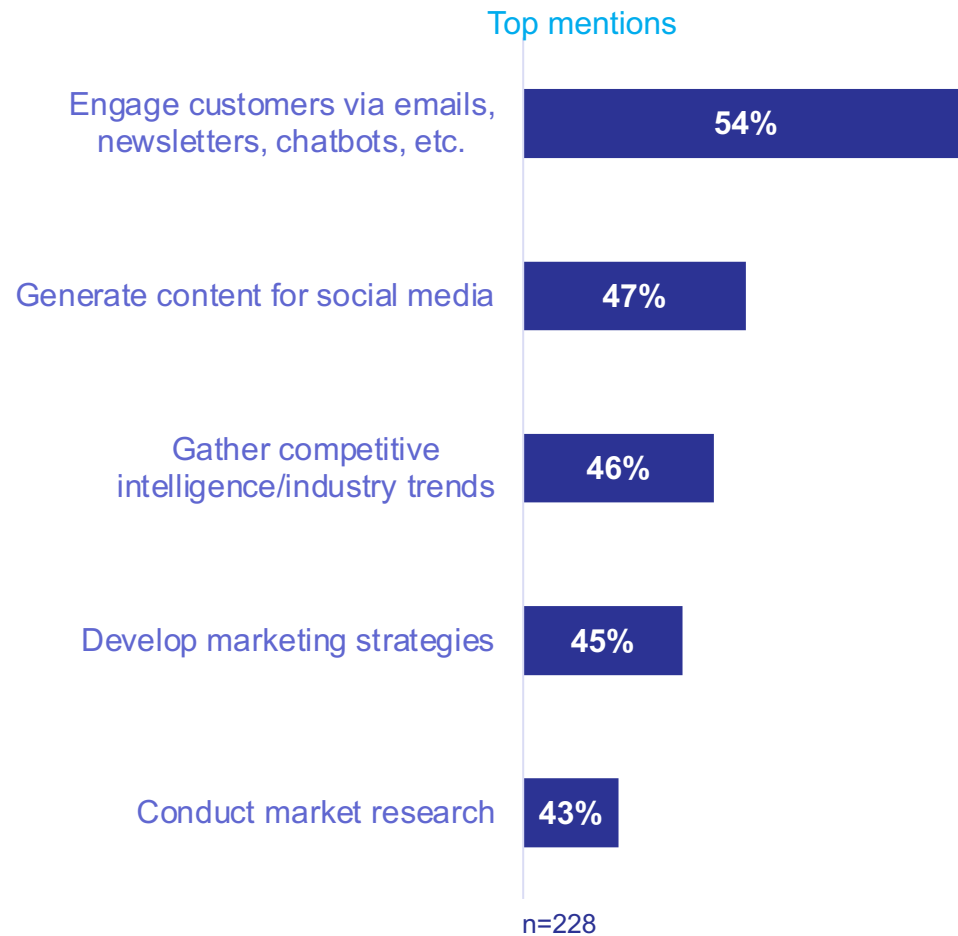 Top mentions
Engage customers via emails,
newsletters, chatbots, etc.
54%
Generate content for social media
47%
Gather competitive
intelligence/industry trends
46%
Develop marketing strategies
45%
Conduct market research
43%
n=228